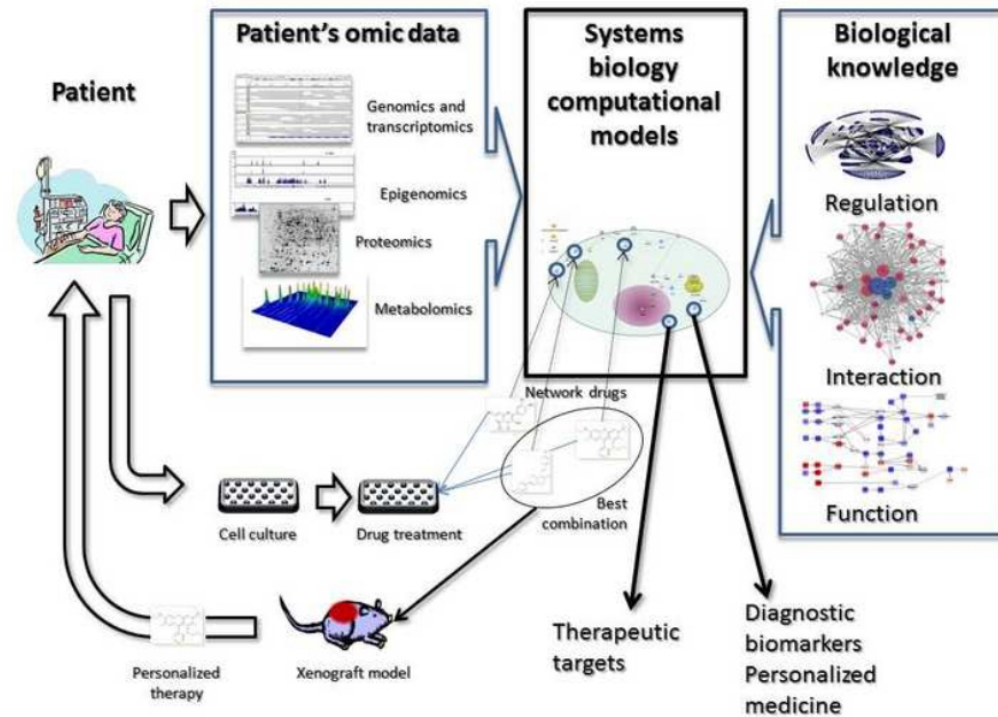 Patient
Patient's omic data
Genomics and
transcriptomics
Epigenomics
Proteomics
Metabolomics
Systems
biology
computational
models
Biological
knowledge
Regulation
Interaction
Function
Network drugs
Best
combination
Cell culture
Drug treatment
Personalized
therapy
Xenograft model
Therapeutic
targets
Diagnostic
biomarkers
Personalized
medicine